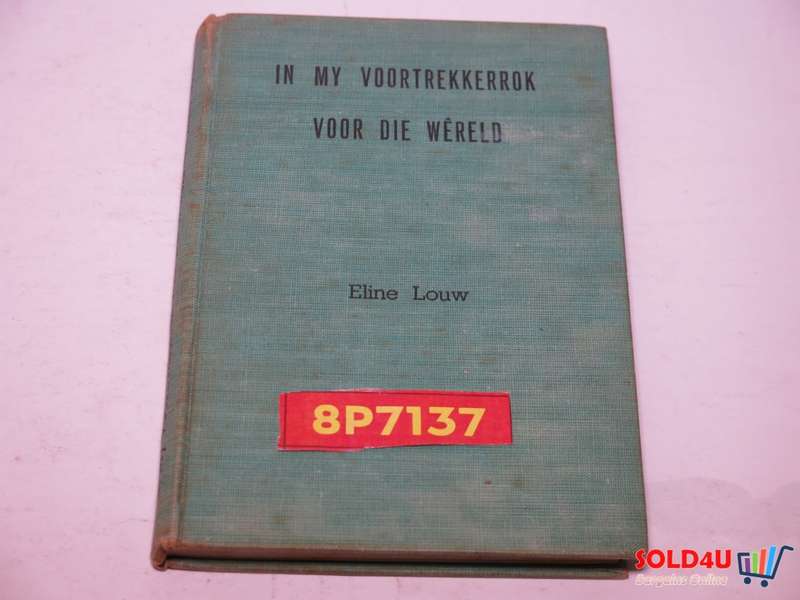 IN MY VOORTREKKERROK
VOOR DIE WÊRELD
Eline Louw
8P7137
SOLD4U
Bargains Online